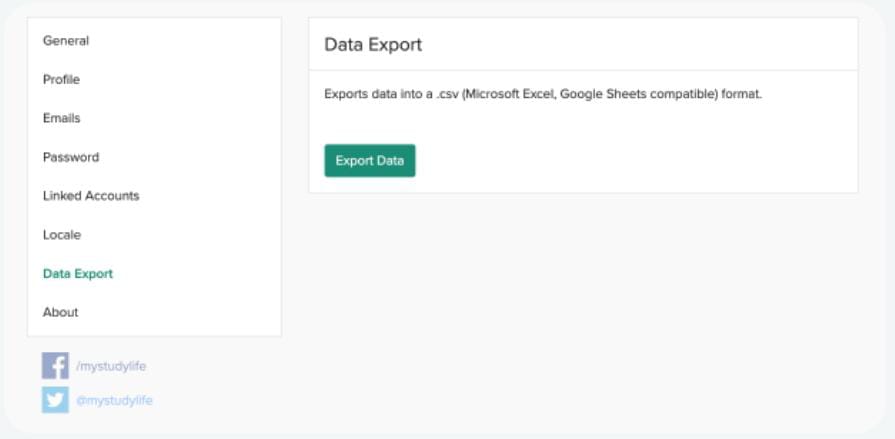 General
Profile
Emails
Password
Linked Accounts
Locale
Data Export
About
/mystudylife
@mystudylife
Data Export
Exports data into a .csv (Microsoft Excel, Google Sheets compatible) format.
Export Data